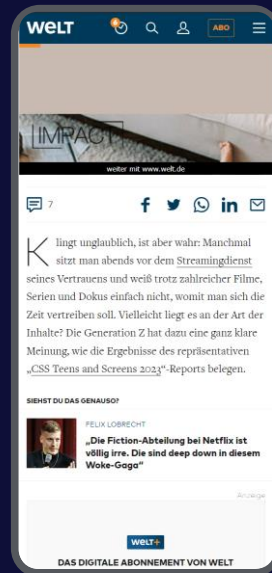 WELT
6
ABO
IMPACT
weiter mit www.welt.de
7
Klingt unglaublich, ist aber wahr: Manchmal
sitzt man abends vor dem Streamingdienst
seines Vertrauens und weiß trotz zahlreicher Filme,
Serien und Dokus einfach nicht, womit man sich die
Zeit vertreiben soll. Vielleicht liegt es an der Art der
Inhalte? Die Generation Z hat dazu eine ganz klare
Meinung, wie die Ergebnisse des repräsentativen
„CSS Teens and Screens 2023“-Reports belegen.
SIEHST DU DAS GENAUSO?
FELIX LOBRECHT
„Die Fiction-Abteilung bei Netflix ist
völlig irre. Die sind deep down in diesem
Woke-Gaga“
Anzeige
WELT+
DAS DIGITALE ABONNEMENT VON WELT